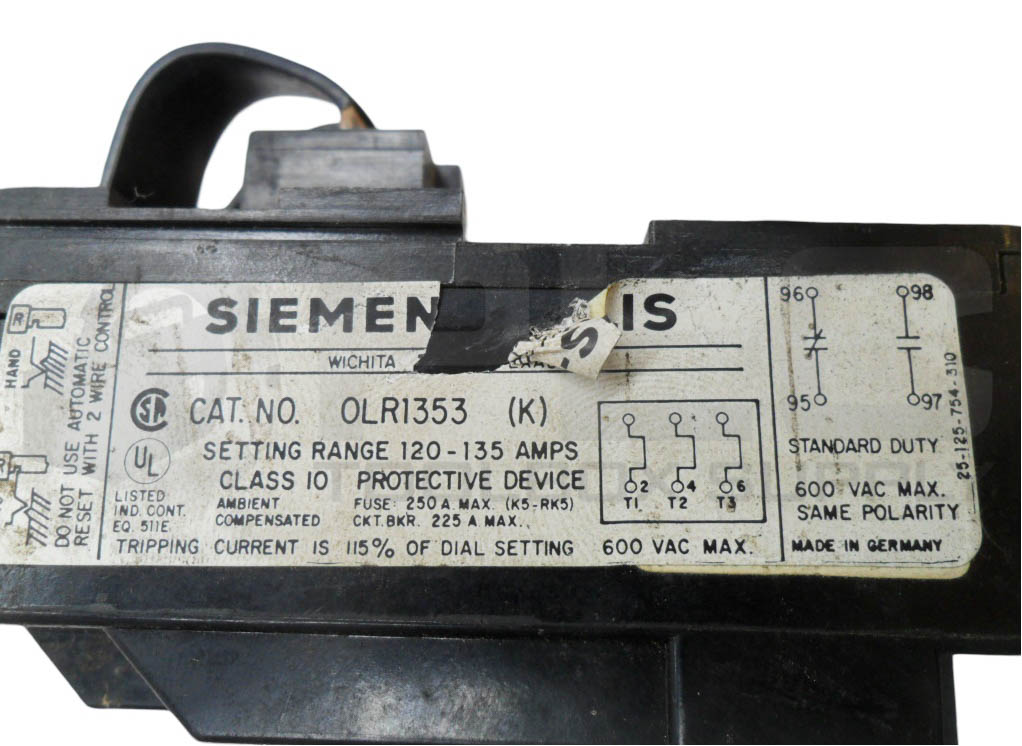 R
HAND
DO NOT USE AUTOMATIC
RESET WITH 2 WIRE CONTROL
SIEMEN IS
S
WICHITA
SA
CAT. NO. OLR1353 (K)
SETTING RANGE 120-135 AMPS
UL
CLASS 10 PROTECTIVE DEVICE
LISTED
IND. CONT.
EQ. 511E
AMBIENT
COMPENSATED
FUSE: 250 A. MAX. (K5-RK5)
CKT. BKR. 225 A MAX.
TRIPPING CURRENT IS 115% OF DIAL SETTING
2 4 6
T1 T2 T3
600 VAC MAX.
96 98
95 97
STANDARD DUTY
600 VAC MAX.
SAME POLARITY
MADE IN GERMANY
25-125-754-310